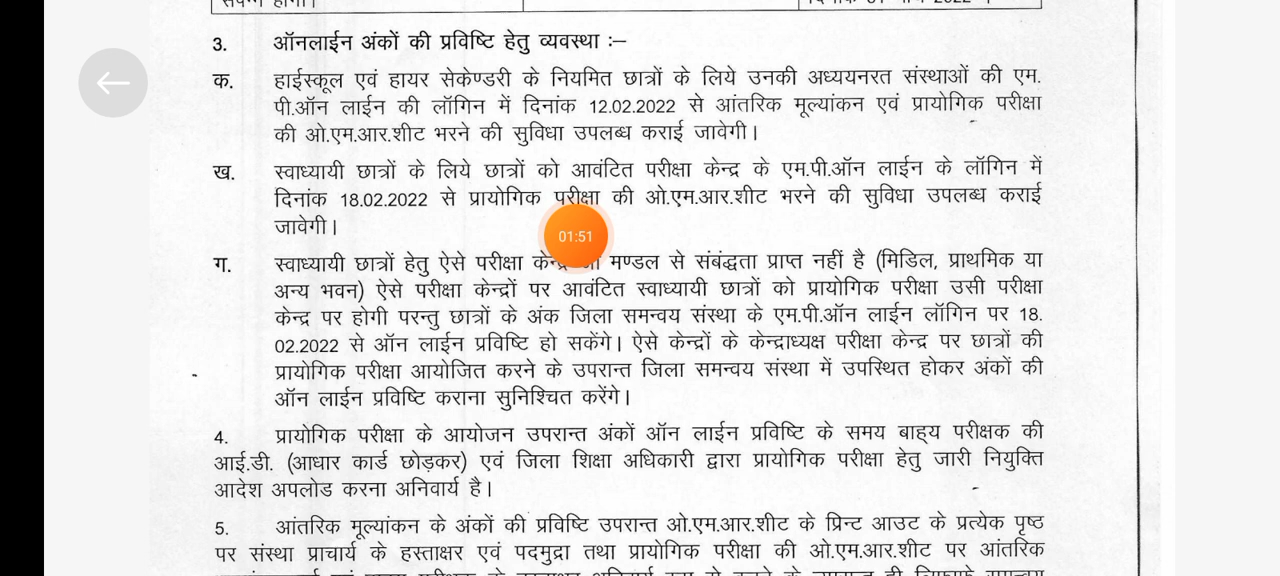 3. ऑनलाईन अंकों की प्रविष्टि हेतु व्यवस्था :–
क. हाईस्कूल एवं हायर सेकेण्डरी के नियमित छात्रों के लिये उनकी अध्ययनरत संस्थाओं की एम.
पी.ऑन लाईन की लॉगिन में दिनांक 12.02.2022 से आंतरिक मूल्यांकन एवं प्रायोगिक परीक्षा
की ओ.एम.आर.शीट भरने की सुविधा उपलब्ध कराई जावेगी।
ख. स्वाध्यायी छात्रों के लिये छात्रों को आवंटित परीक्षा केन्द्र के एम.पी.ऑन लाईन के लॉगिन में
दिनांक 18.02.2022 से प्रायोगिक परीक्षा की ओ.एम.आर.शीट भरने की सुविधा उपलब्ध कराई
जावेगी।
01:51
ग. स्वाध्यायी छात्रों हेतु ऐसे परीक्षा केन्द्र मण्डल से संबंद्धता प्राप्त नहीं है (मिडिल, प्राथमिक या
अन्य भवन) ऐसे परीक्षा केन्द्रों पर आवंटित स्वाध्यायी छात्रों को प्रायोगिक परीक्षा उसी परीक्षा
केन्द्र पर होगी परन्तु छात्रों के अंक जिला समन्वय संस्था के एम.पी.ऑन लाईन लॉगिन पर 18.
02.2022 से ऑन लाईन प्रविष्टि हो सकेंगे। ऐसे केन्द्रों के केन्द्राध्यक्ष परीक्षा केन्द्र पर छात्रों की
प्रायोगिक परीक्षा आयोजित करने के उपरान्त जिला समन्वय संस्था में उपस्थित होकर अंकों की
ऑन लाईन प्रविष्टि कराना सुनिश्चित करेंगे।
4. प्रायोगिक परीक्षा के आयोजन उपरान्त अंकों ऑन लाईन प्रविष्टि के समय बाह्य परीक्षक की
आई.डी. (आधार कार्ड छोड़कर) एवं जिला शिक्षा अधिकारी द्वारा प्रायोगिक परीक्षा हेतु जारी नियुक्ति
आदेश अपलोड करना अनिवार्य है।
5. आंतरिक मूल्यांकन के अंकों की प्रविष्टि उपरान्त ओ.एम.आर.शीट के प्रिन्ट आउट के प्रत्येक पृष्ठ
पर संस्था प्राचार्य के हस्ताक्षर एवं पदमुद्रा तथा प्रायोगिक परीक्षा की ओ.एम.आर.शीट पर आंतरिक